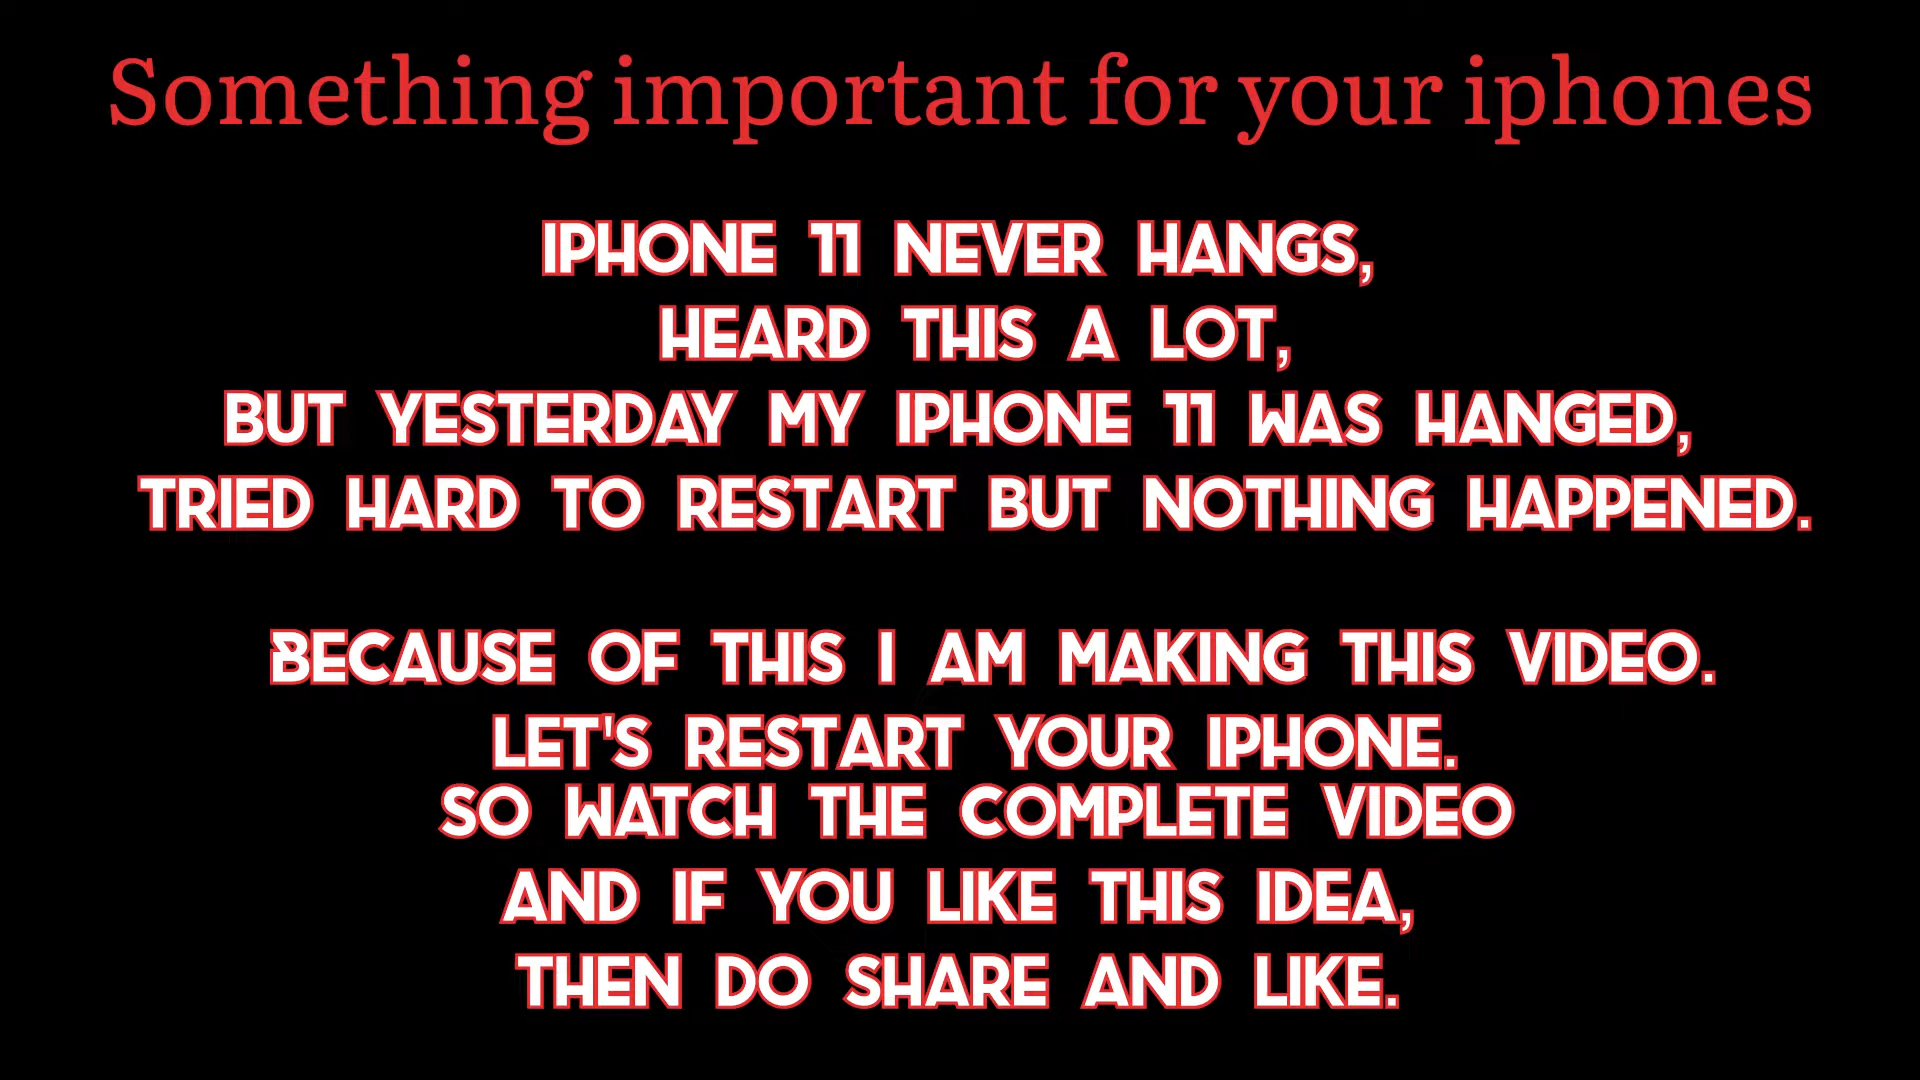 Something important for your iphones
IPHONE 11 NEVER HANGS,
HEARD THIS A LOT,
BUT YESTERDAY MY IPHONE 11 WAS HANGED,
TRIED HARD TO RESTART BUT NOTHING HAPPENED.
BECAUSE OF THIS I AM MAKING THIS VIDEO.
LET'S RESTART YOUR IPHONE.
SO WATCH THE COMPLETE VIDEO
AND IF YOU LIKE THIS IDEA,
THEN DO SHARE AND LIKE.